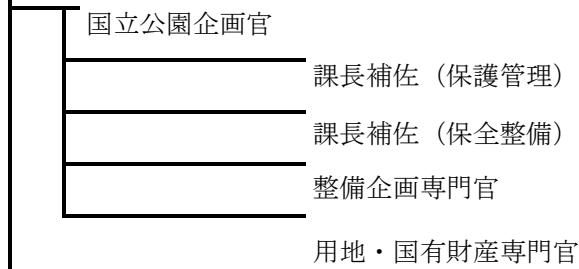 国立公園企画官
課長補佐（保護管理）
課長補佐（保全整備）
整備企画専門官
用地・国有財産専門官